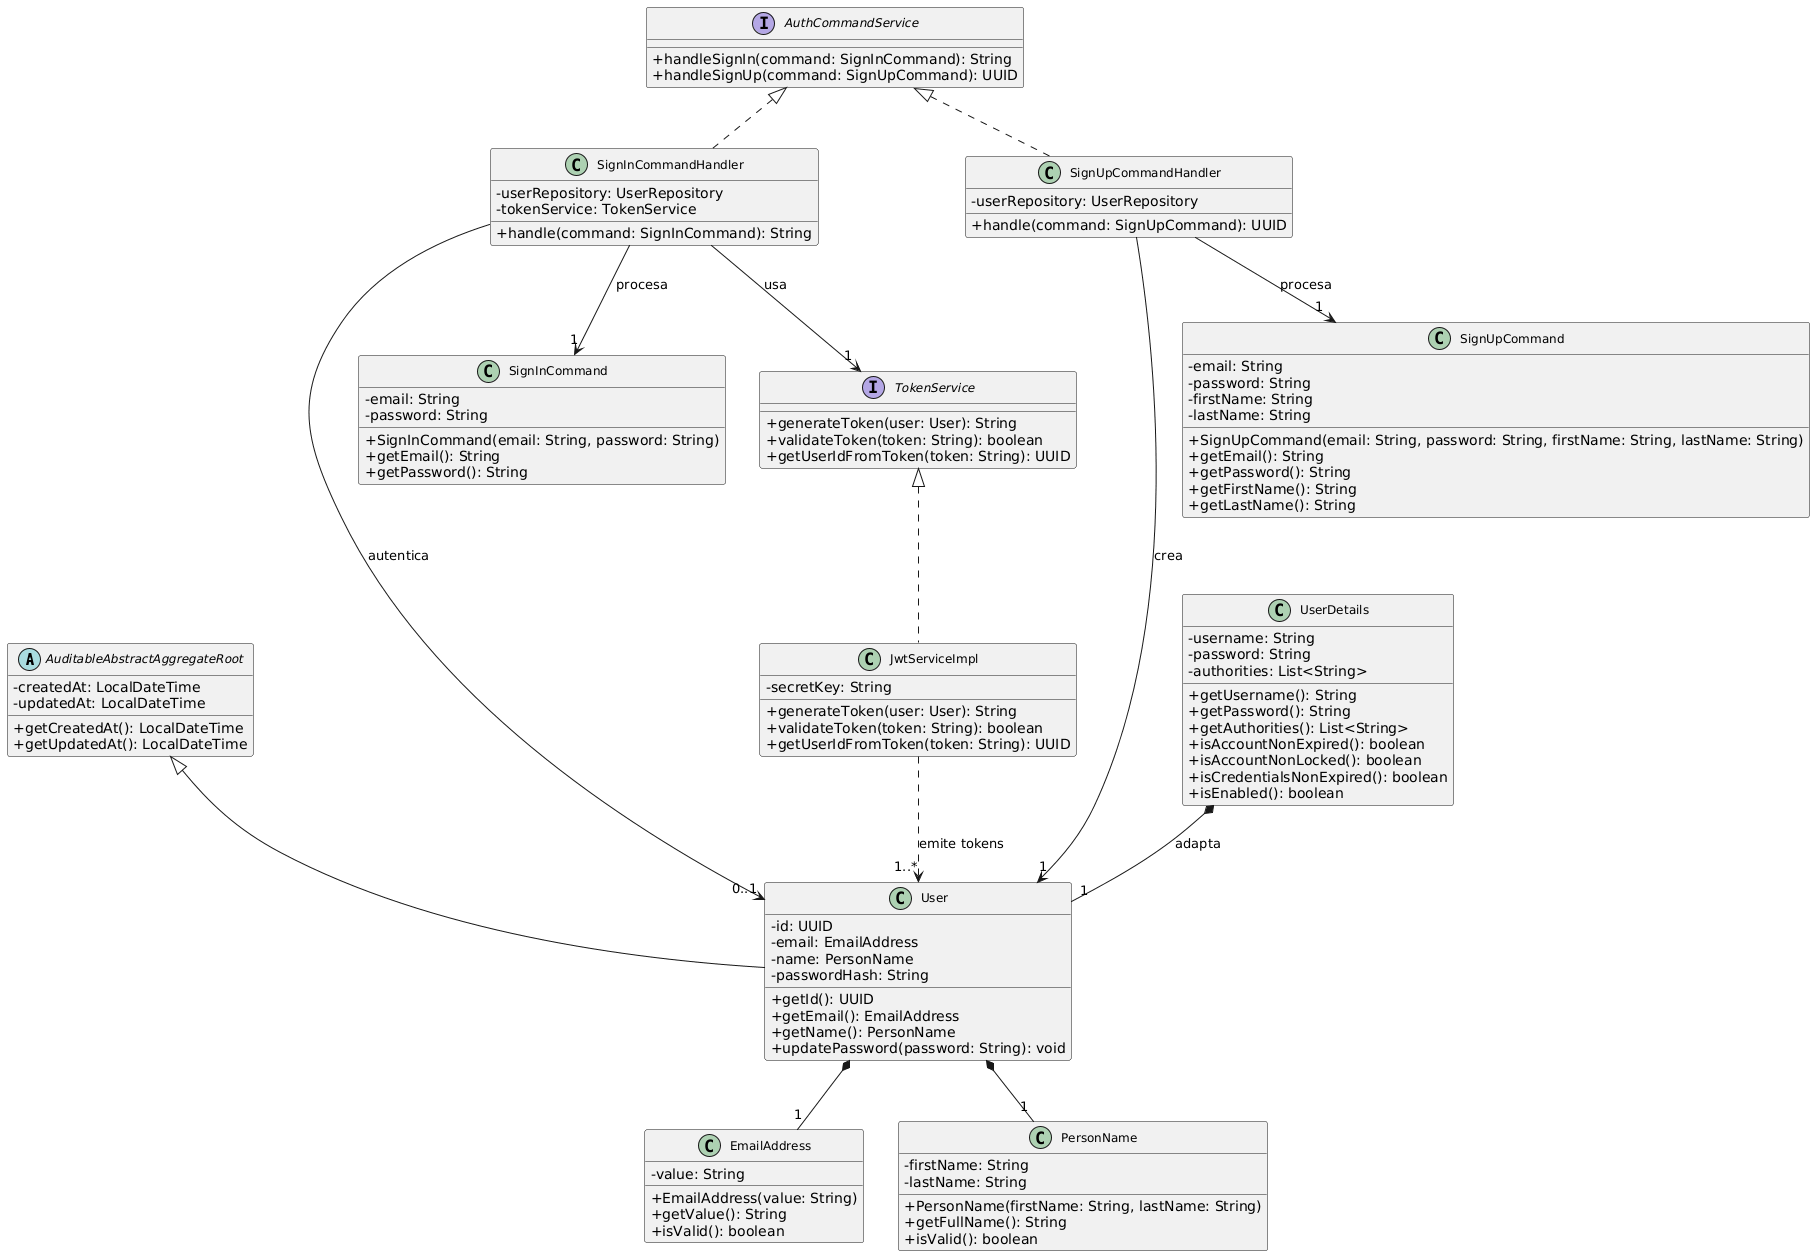 I AuthCommandService
+handleSignIn(command: SignInCommand): String
+handleSignUp(command: SignUpCommand): UUID
C SignInCommandHandler
-userRepository: UserRepository
-tokenService: TokenService
+handle(command: SignInCommand): String
C SignUpCommandHandler
-userRepository: UserRepository
+handle(command: SignUpCommand): UUID
procesa
usa
procesa
1
1
1
C SignInCommand
-email: String
-password: String
+SignInCommand(email: String, password: String)
+getEmail(): String
+getPassword(): String
I TokenService
+generateToken(user: User): String
+validateToken(token: String): boolean
+getUserIdFromToken(token: String): UUID
C SignUpCommand
-email: String
-password: String
-firstName: String
-lastName: String
+SignUpCommand(email: String, password: String, firstName: String, lastName: String)
+getEmail(): String
+getPassword(): String
+getFirstName(): String
+getLastName(): String
autentica
crea
A AuditableAbstractAggregateRoot
-createdAt: LocalDateTime
-updatedAt: LocalDateTime
+getCreatedAt(): LocalDateTime
+getUpdatedAt(): LocalDateTime
C JwtServiceImpl
-secretKey: String
+generateToken(user: User): String
+validateToken(token: String): boolean
+getUserIdFromToken(token: String): UUID
C UserDetails
-username: String
-password: String
-authorities: List<String>
+getUsername(): String
+getPassword(): String
+getAuthorities(): List<String>
+isAccountNonExpired(): boolean
+isAccountNonLocked(): boolean
+isCredentialsNonExpired(): boolean
+isEnabled(): boolean
emite tokens
adapta
1..*
1
0..1
1
C User
-id: UUID
-email: EmailAddress
-name: PersonName
-passwordHash: String
+getId(): UUID
+getEmail(): EmailAddress
+getName(): PersonName
+updatePassword(password: String): void
1
1
C EmailAddress
-value: String
+EmailAddress(value: String)
+getValue(): String
+isValid(): boolean
C PersonName
-firstName: String
-lastName: String
+PersonName(firstName: String, lastName: String)
+getFullName(): String
+isValid(): boolean